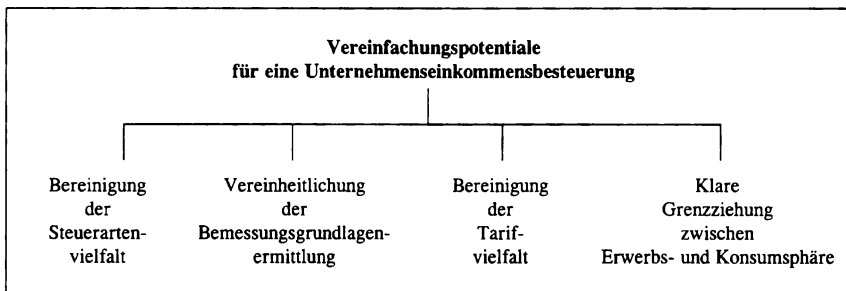 Vereinfachungspotentiale
für eine Unternehmenseinkommensbesteuerung
Bereinigung
der
Steuerarten-
vielfalt
Vereinheitlichung
der
Bemessungsgrundlagen-
ermittlung
Bereinigung
der
Tarif-
vielfalt
Klare
Grenzziehung
zwischen
Erwerbs- und Konsumsphäre